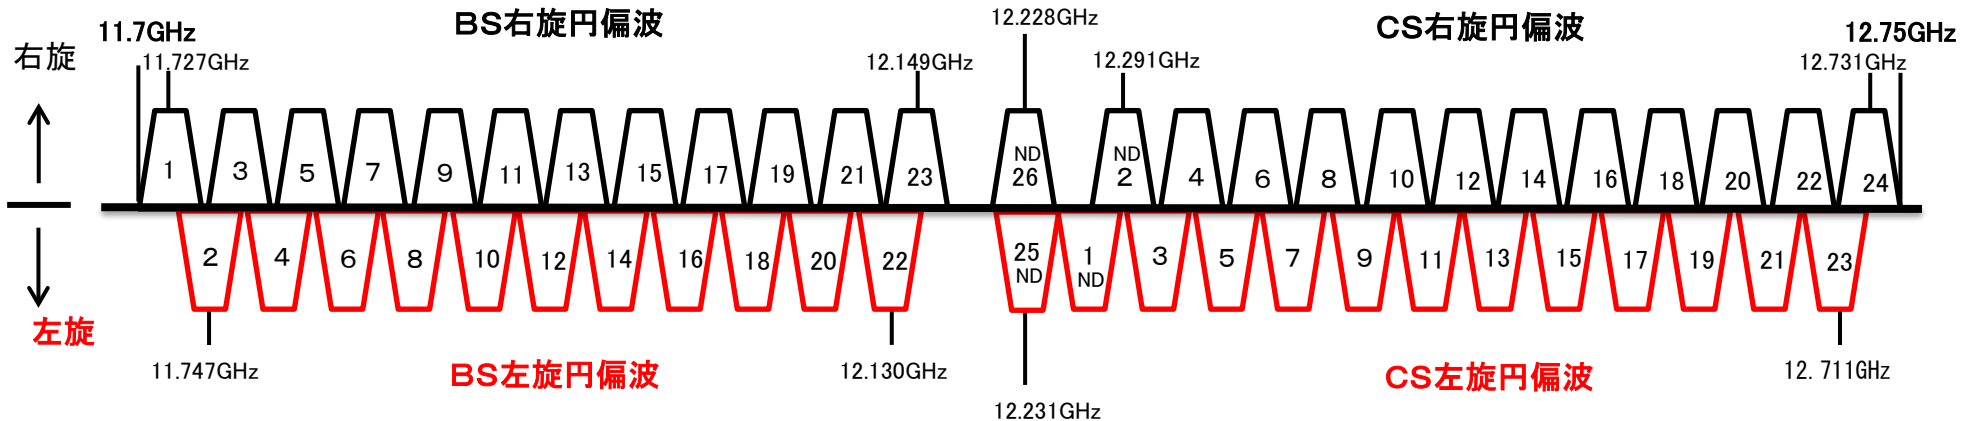 BS右旋円偏波
12.228GHz
CS右旋円偏波
11.7GHz
12.75GHz
右旋
11.727GHz
12.149GHz
12.291GHz
12.731GHz
1 3 5 7 9 11 13 15 17 19 21 23 ND 26 ND 2 4 6 8 10 12 14 16 18 20 22 24
2 4 6 8 10 12 14 16 18 20 22 25 ND 1 ND 3 5 7 9 11 13 15 17 19 21 23
左旋
11.747GHz
BS左旋円偏波
12.130GHz
CS左旋円偏波
12.711GHz
12.231GHz